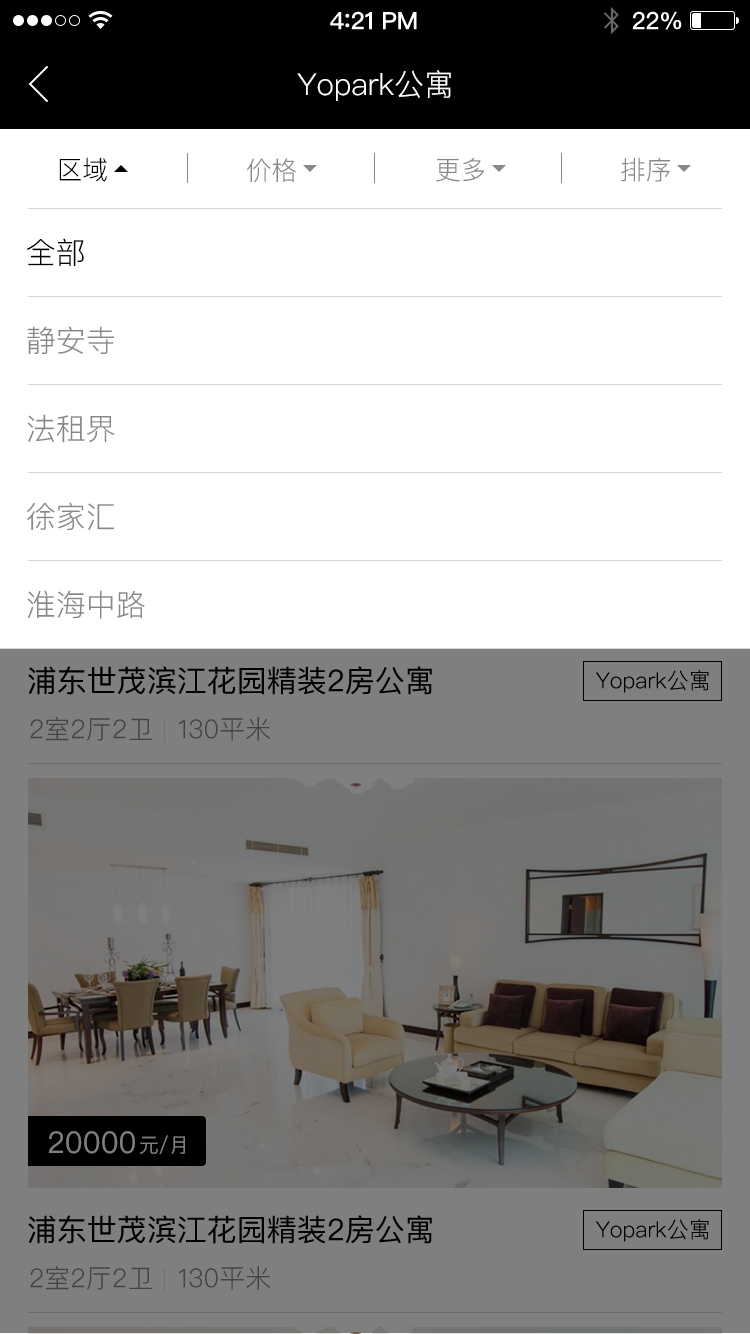 4:21 PM
22%
Yopark公寓
区域 价格 更多 排序
全部
静安寺
法租界
徐家汇
淮海中路
浦东世茂滨江花园精装2房公寓 Yopark公寓
2室2厅2卫 130平米
20000元/月
浦东世茂滨江花园精装2房公寓 Yopark公寓
2室2厅2卫 130平米